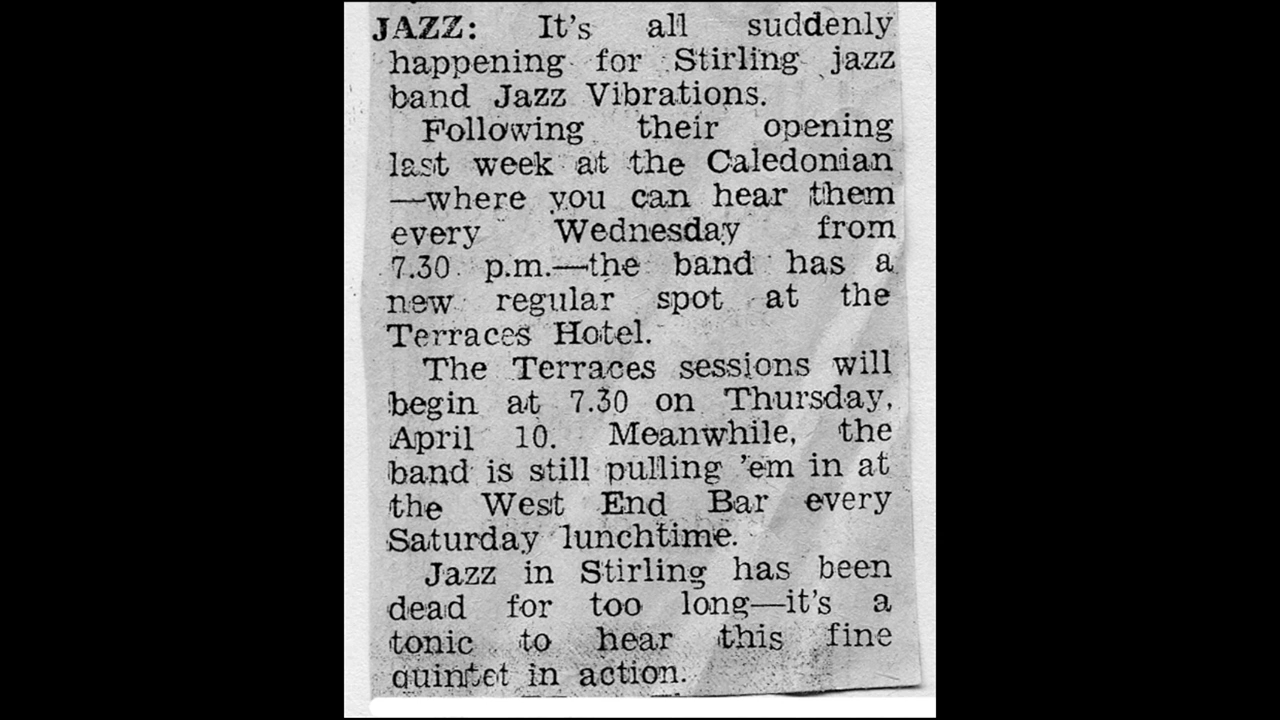 JAZZ: It's all suddenly
happening for Stirling jazz
band Jazz Vibrations.
Following their opening
last week at the Caledonian
—where you can hear them
every Wednesday from
7.30 p.m.—the band has a
new regular spot at the
Terraces Hotel.
The Terraces sessions will
begin at 7.30 on Thursday,
April 10. Meanwhile, the
band is still pulling 'em in at
the West End Bar every
Saturday lunchtime.
Jazz in Stirling has been
dead for too long—it's a
tonic to hear this fine
quintet in action.